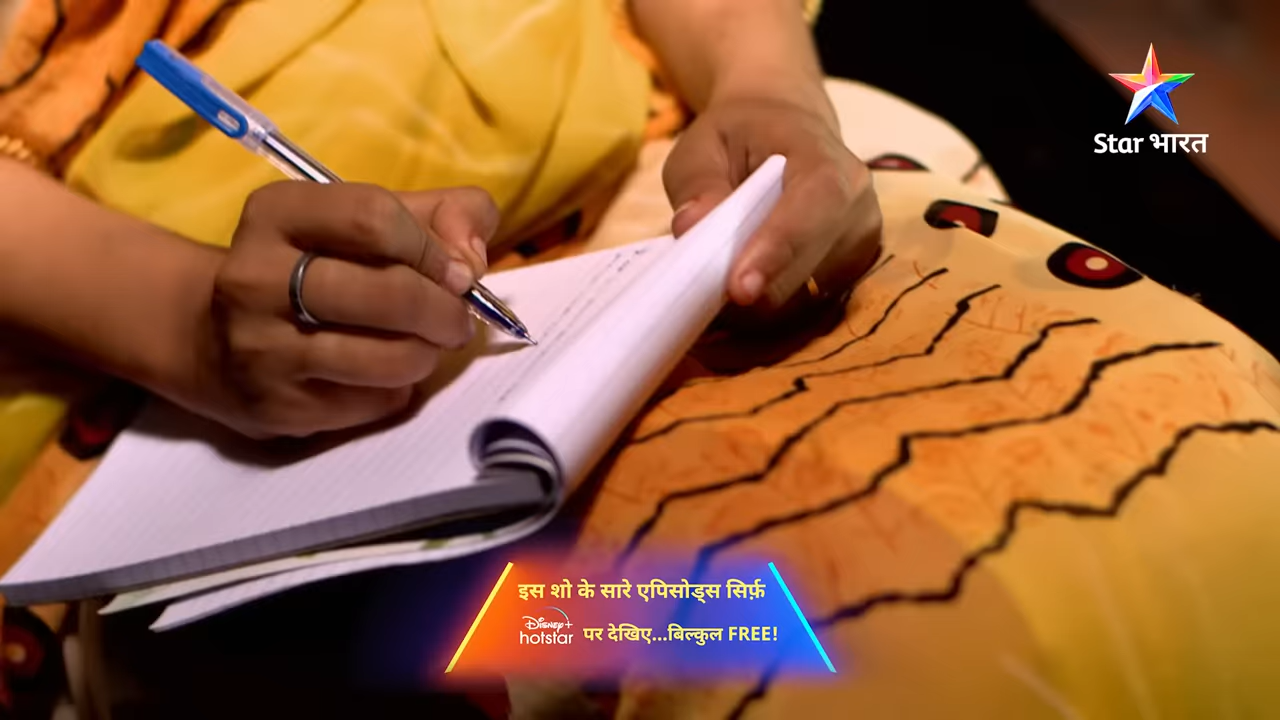 Star भारत
इस शो के सारे एपिसोड्स सिर्फ़
Disney+ hotstar पर देखिए...बिल्कुल FREE!